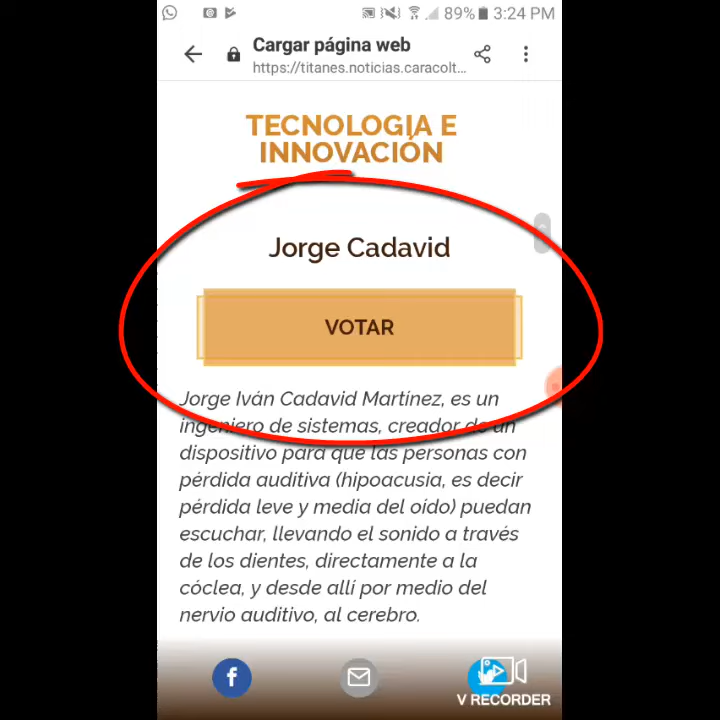 89% 3:24 PM
Cargar página web
https://titanes.noticias.caracolt...
TECNOLOGIA E
INNOVACIÓN
Jorge Cadavid
VOTAR
Jorge Iván Cadavid Martínez, es un
ingeniero de sistemas, creador de un
dispositivo para que las personas con
pérdida auditiva (hipoacusia, es decir
pérdida leve y media del oído) puedan
escuchar, llevando el sonido a través
de los dientes, directamente a la
cóclea, y desde allí por medio del
nervio auditivo, al cerebro.
V RECORDER